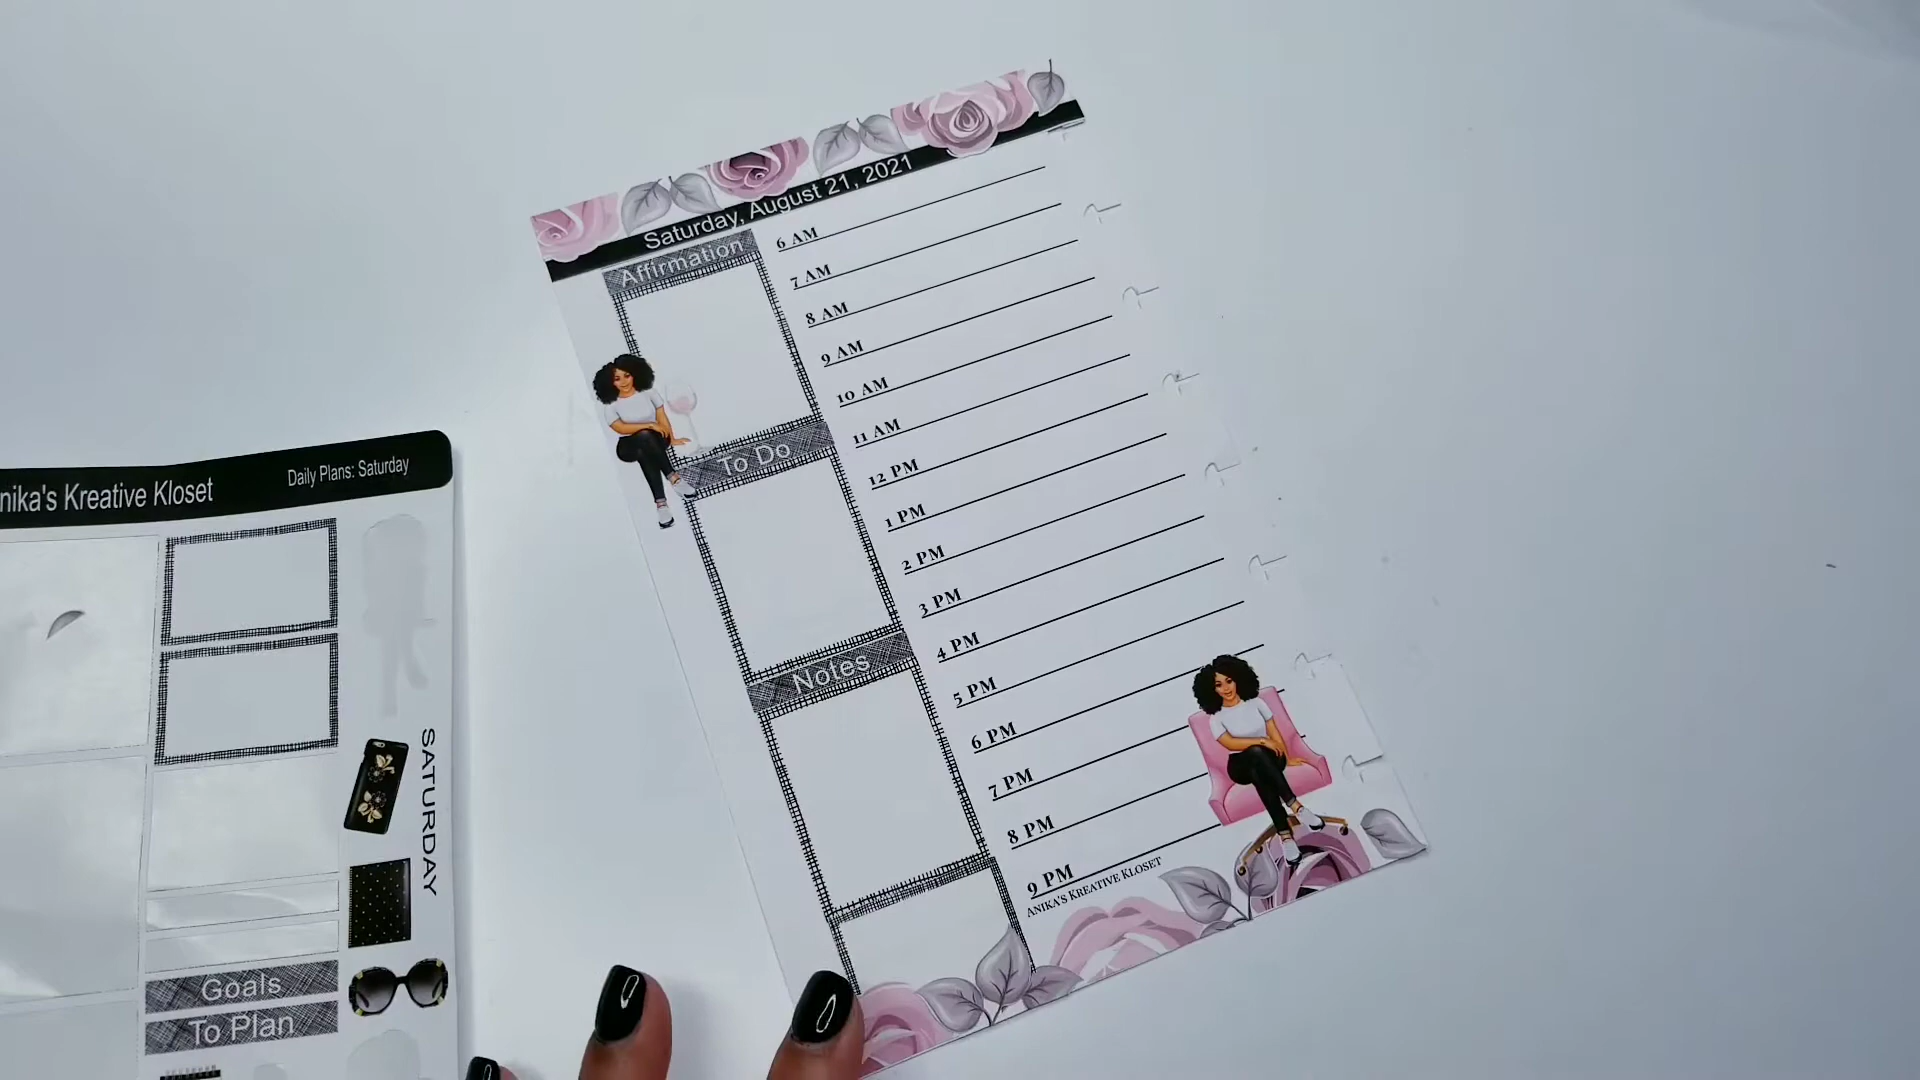 nika's Kreative Kloset
Daily Plans: Saturday
SATURDAY
Goals
To Plan
Saturday, August 21, 2021
Affirmation
To Do
Notes
6 AM
7 AM
8 AM
9 AM
10 AM
11 AM
12 PM
1 PM
2 PM
3 PM
4 PM
5 PM
6 PM
7 PM
8 PM
9 PM
ANIKA'S KREATIVE KLOSET